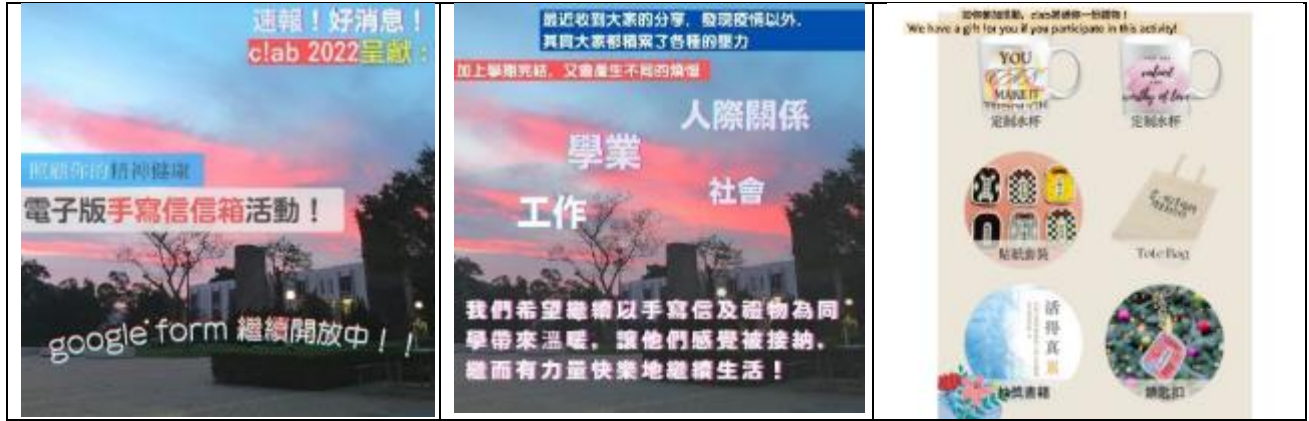 速報！好消息！
c!ab 2022呈獻：
照顧你的精神健康
電子版手寫信信箱活動！
google form 繼續開放中！！
最近收到大家的分享，發現疫情以外，
其實大家都積累了各種的壓力
加上學期完結，又會產生不同的煩惱
人際關係
學業
社會
工作
我們希望繼續以手寫信及禮物為同
學帶來溫暖，讓他們感覺被接納，
繼而有力量快樂地繼續生活！
We have a gift for you if you participate in this activity!
YOU
MAKE IT
定制水杯
定制水杯
貼紙套裝
Tote Bag
活得真
抽獎書籍
鎖匙扣